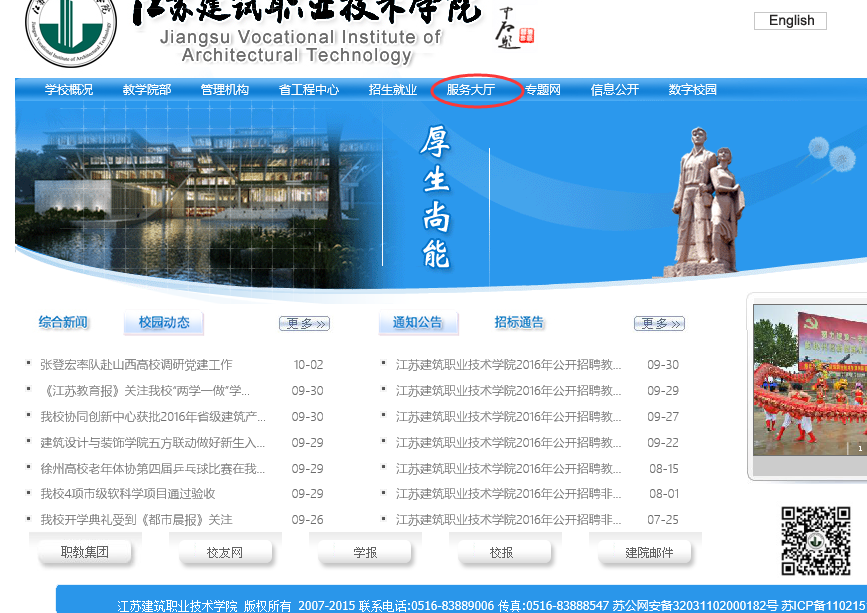 江苏建筑职业技术学院
Jiangsu Vocational Institute of
Architectural Technology
English
学校概况 教学院部 管理机构 省工程中心 招生就业 服务大厅 专题网 信息公开 数字校园
厚生尚能
综合新闻 校园动态 更多>> 通知公告 招标通告 更多>>
张登宏率队赴山西高校调研党建工作 10-02 江苏建筑职业技术学院2016年公开招聘教... 09-30
《江苏教育报》关注我校“两学一做”学... 09-30 江苏建筑职业技术学院2016年公开招聘教... 09-29
我校协同创新中心获批2016年省级建筑产... 09-30 江苏建筑职业技术学院2016年公开招聘教... 09-27
建筑设计与装饰学院五方联动做好新生入... 09-29 江苏建筑职业技术学院2016年公开招聘教... 09-22
徐州高校老年体协第四届乒乓球比赛在我... 09-29 江苏建筑职业技术学院2016年公开招聘教... 08-15
我校4项市级软科学项目通过验收 09-29 江苏建筑职业技术学院2016年公开招聘非... 08-01
我校开学典礼受到《都市晨报》关注 09-26 江苏建筑职业技术学院2016年公开招聘非... 07-25
1
职教集团 校友网 学报 校报 建院邮件
江苏建筑职业技术学院 版权所有 2007-2015 联系电话:0516-83889006 传真:0516-83888547 苏公网安备32031102000182号 苏ICP备110215